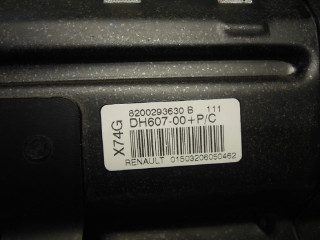 8200293630 B 111
DH607-00+P/C
X74G
RENAULT 01503206050462